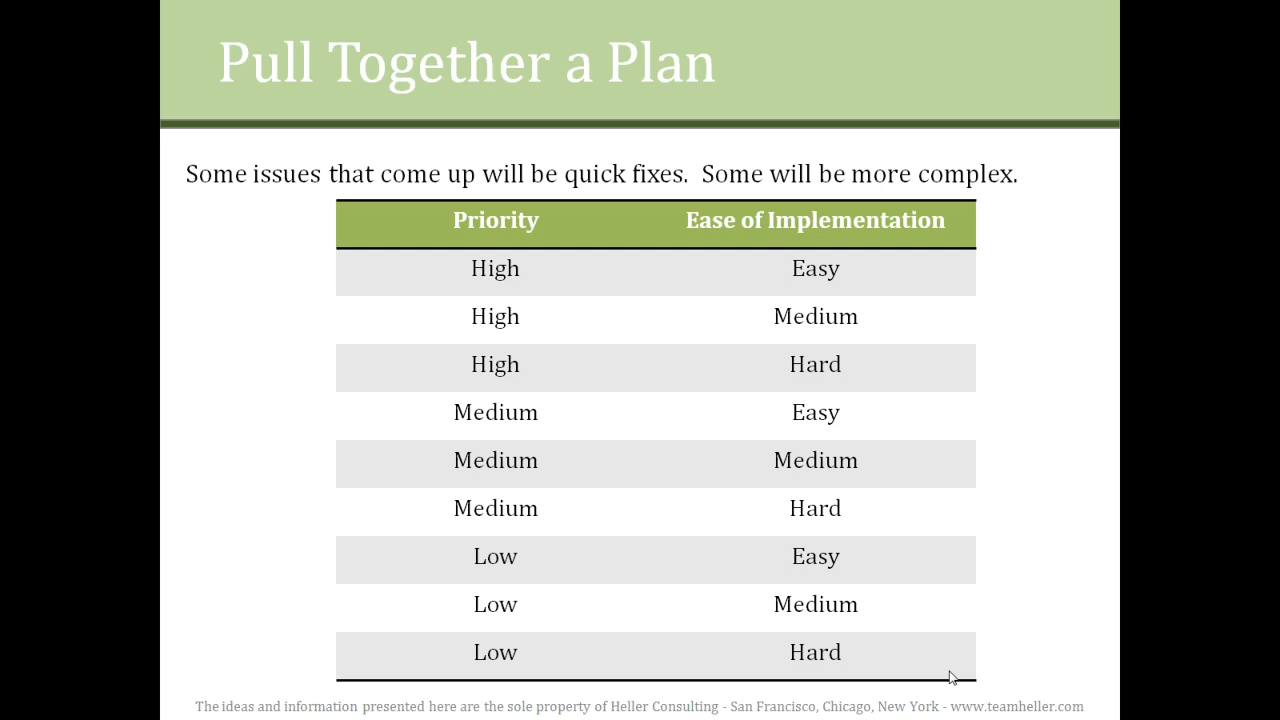 Pull Together a Plan
Some issues that come up will be quick fixes.  Some will be more complex.
Priority Ease of Implementation
High Easy
High Medium
High Hard
Medium Easy
Medium Medium
Medium Hard
Low Easy
Low Medium
Low Hard
The ideas and information presented here are the sole property of Heller Consulting - San Francisco, Chicago, New York - www.teamheller.com